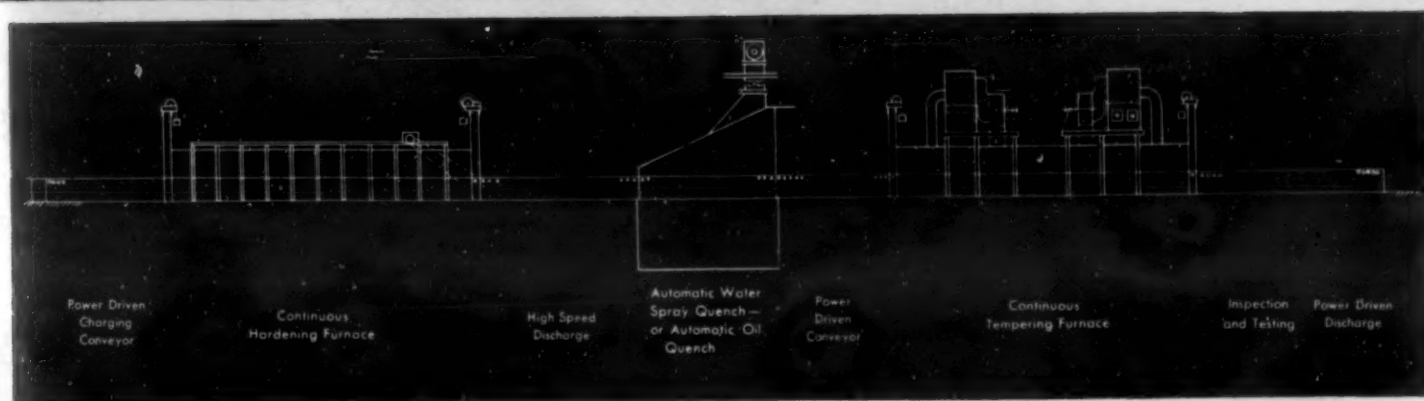 Power Driven
Charging
Conveyor
Continuous
Hardening Furnace
High Speed
Discharge
Automatic Water
Spray Quench—
or Automatic Oil
Quench
Power
Driven
Conveyor
Continuous
Tempering Furnace
Inspection
and Testing
Power Driven
Discharge